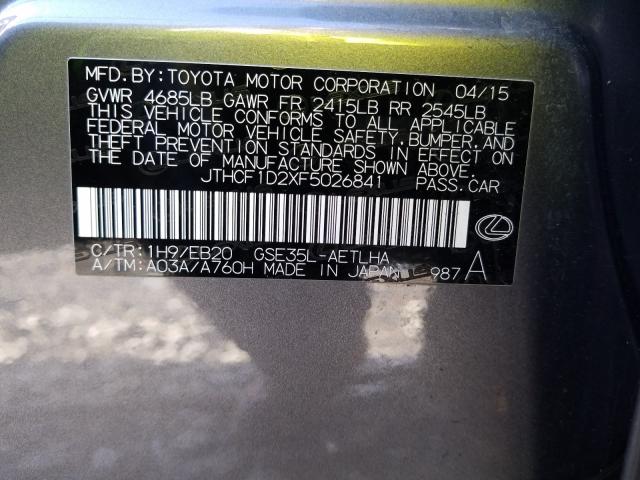 MFD. BY: TOYOTA MOTOR CORPORATION 04/15
GVWR 4685LB GAWR FR 2415LB RR 2545LB
THIS VEHICLE CONFORMS TO ALL APPLICABLE
FEDERAL MOTOR VEHICLE SAFETY, BUMPER, AND
THEFT PREVENTION STANDARDS IN EFFECT ON
THE DATE OF MANUFACTURE SHOWN ABOVE.
JTHCF1D2XF5026841 PASS. CAR
C/TR: 1H9/EB20 GSE35L-AETLHA
A/TM: A03A/A760H MADE IN JAPAN 987 A